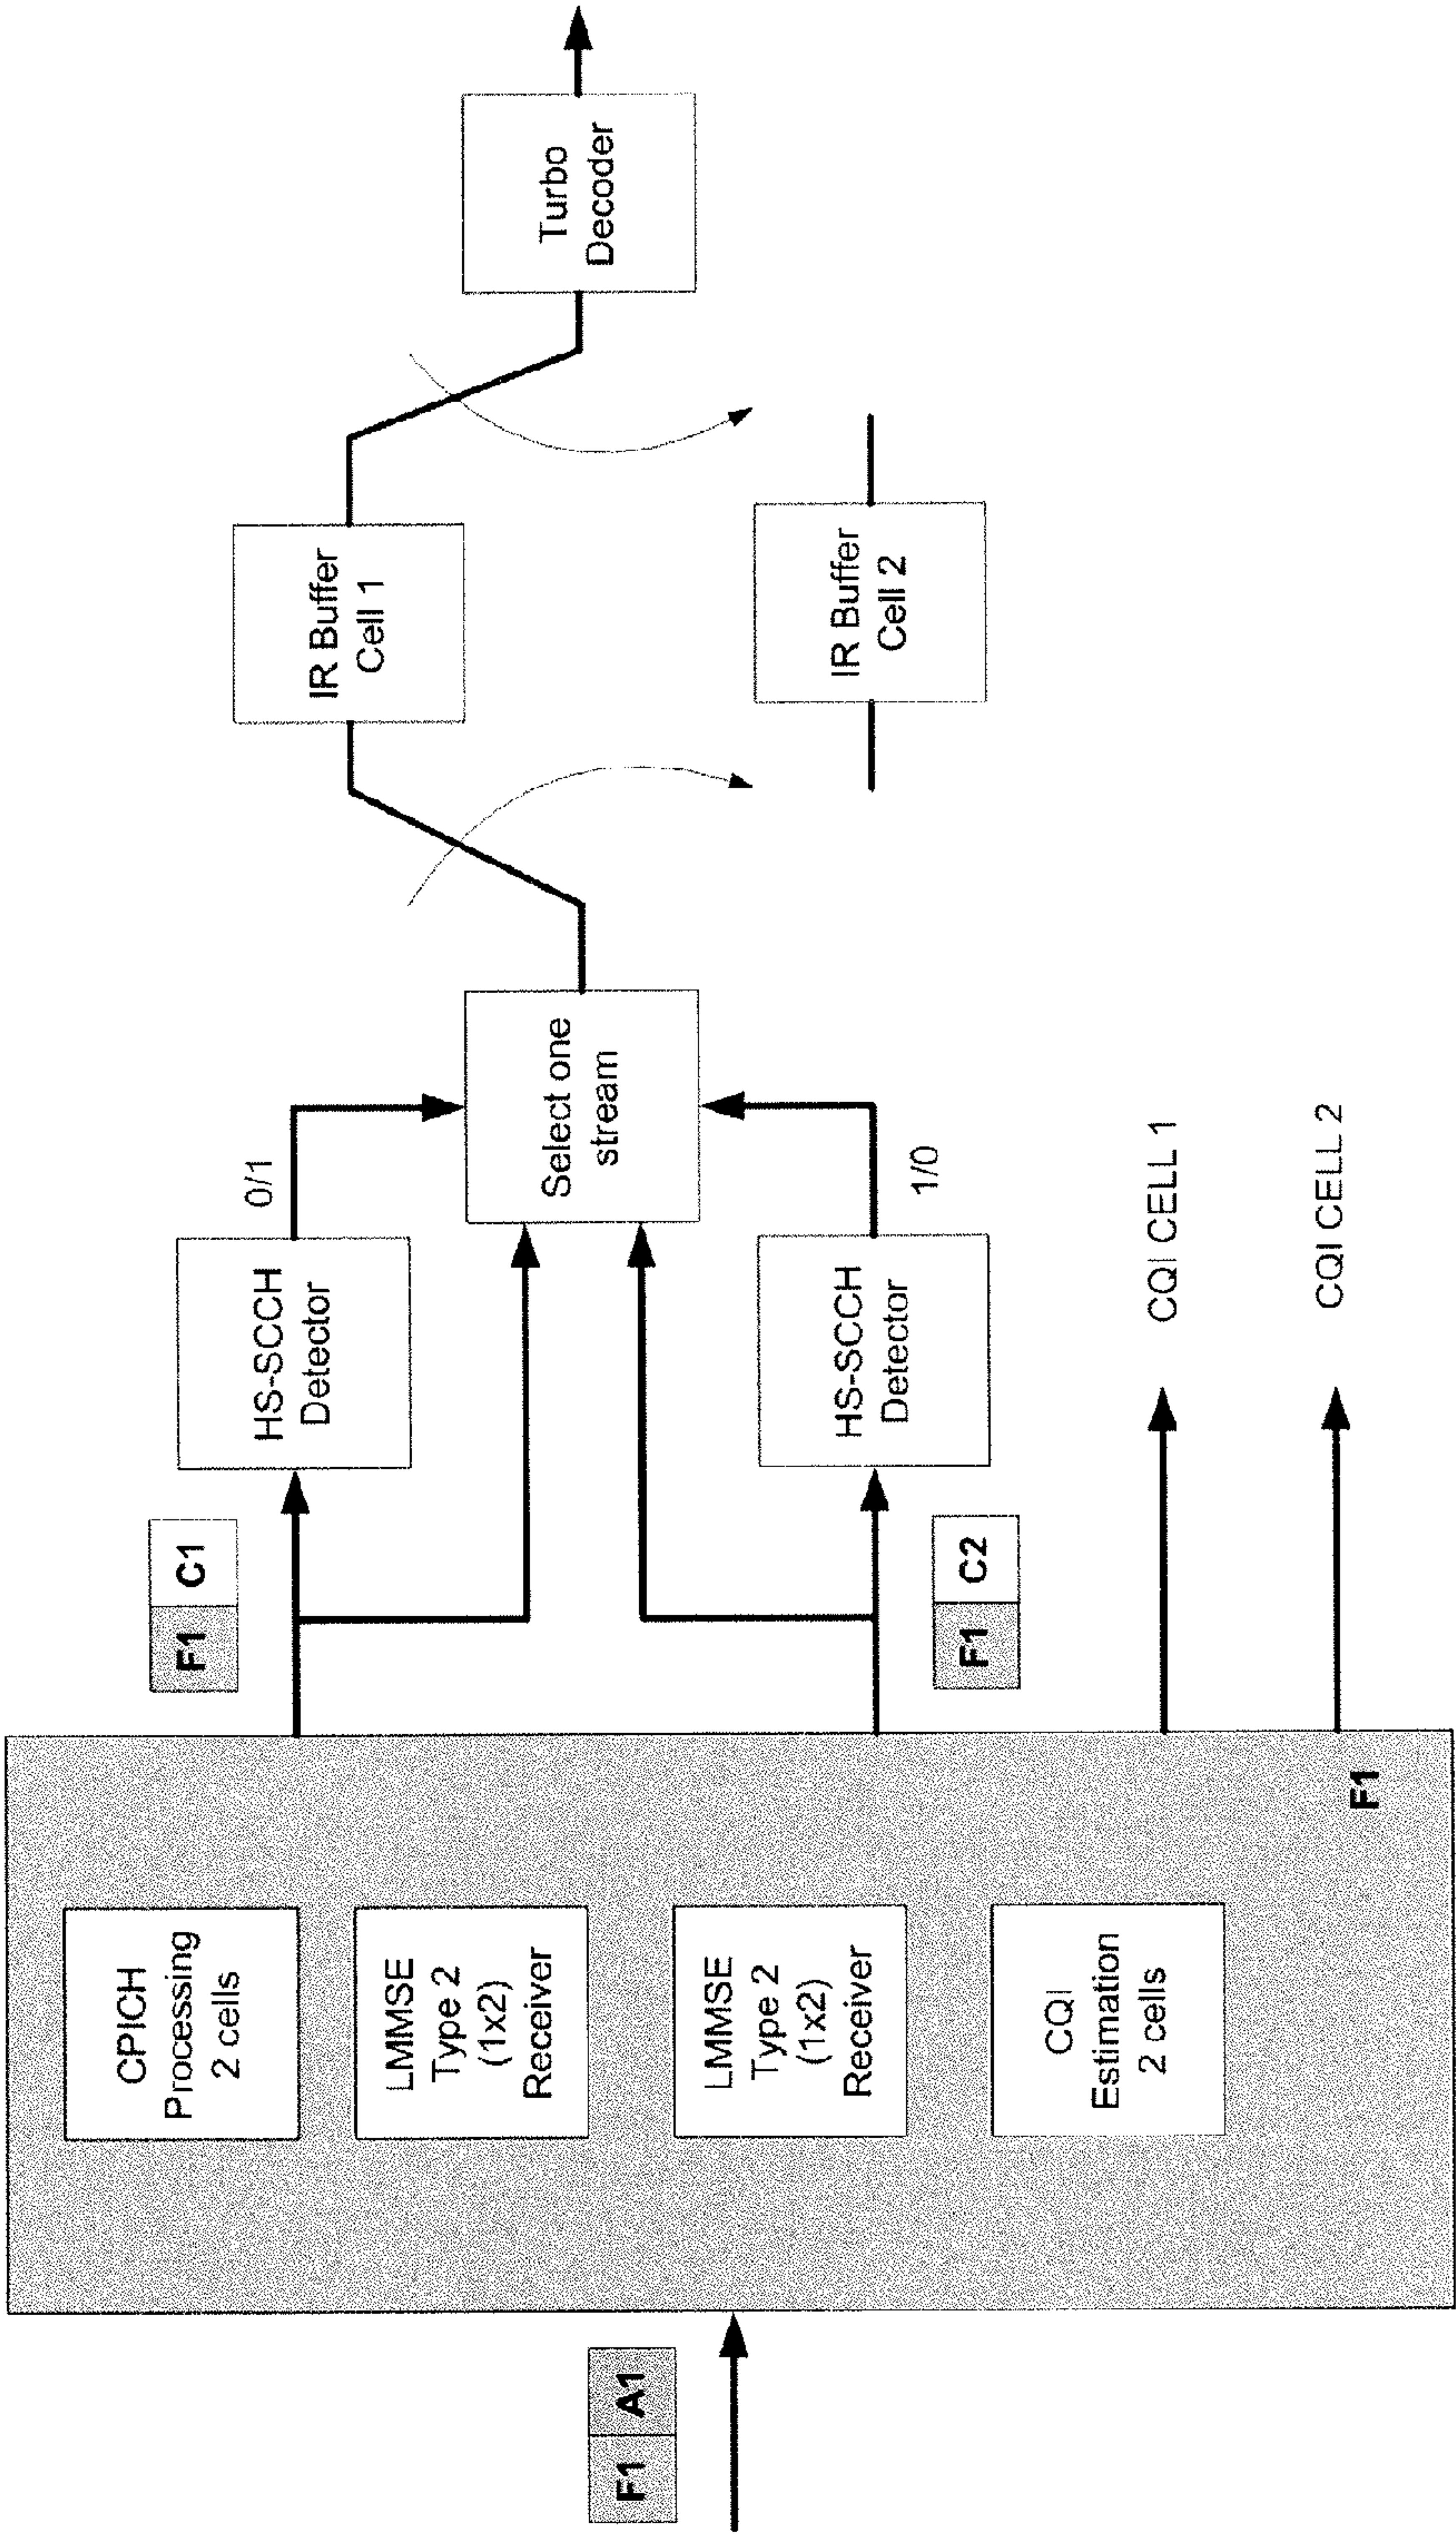 F1 A1
CPICH
Processing
2 cells
LMMSE
Type 2
(1x2)
Receiver
LMMSE
Type 2
(1x2)
Receiver
CQI
Estimation
2 cells
F1
F1 C1
F1 C2
HS-SCCH
Detector
0/1
HS-SCCH
Detector
1/0
CQI CELL 1
CQI CELL 2
Select one
stream
IR Buffer
Cell 1
IR Buffer
Cell 2
Turbo
Decoder